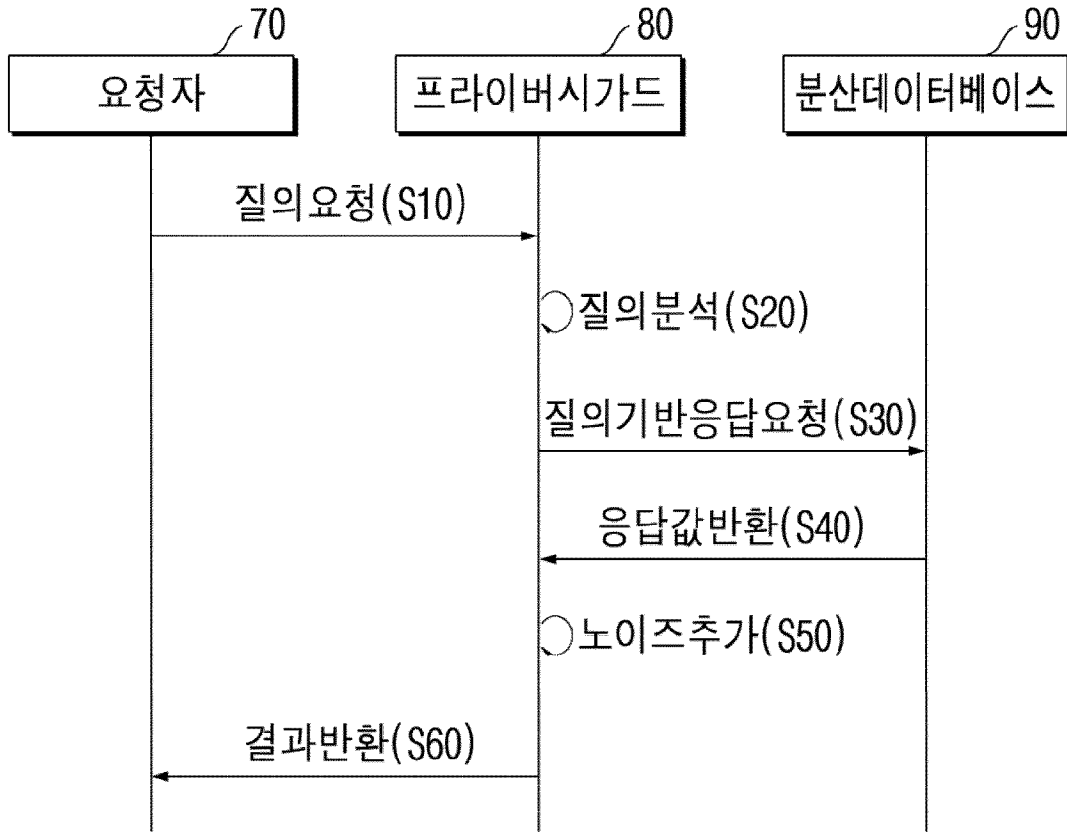 70
80
90
요청자
프라이버시가드
분산데이터베이스
질의요청(S10)
질의분석(S20)
질의기반응답요청(S30)
응답값반환(S40)
노이즈추가(S50)
결과반환(S60)